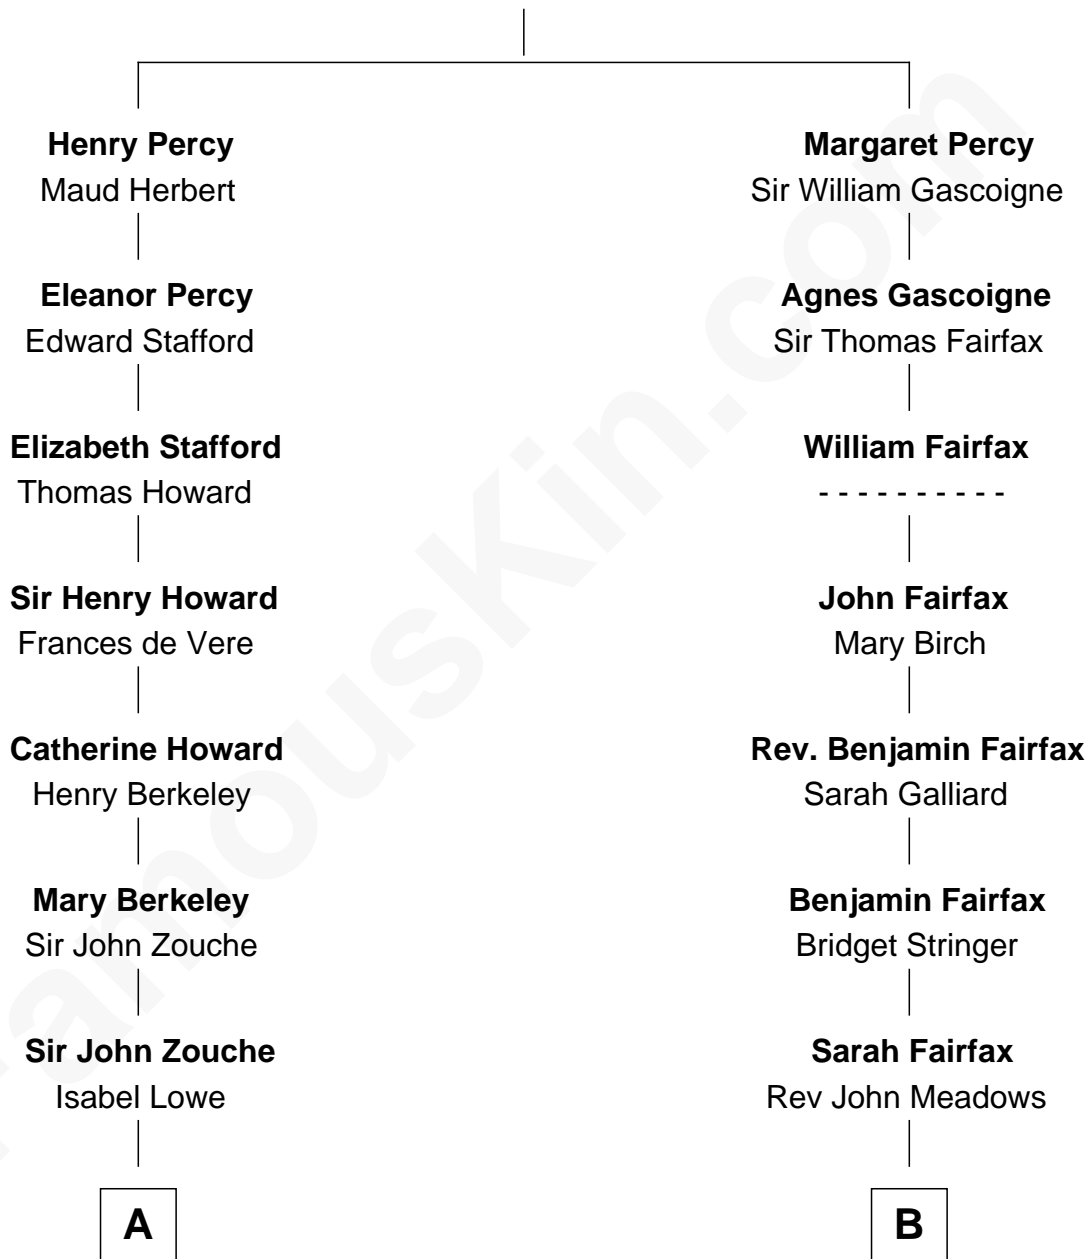 Henry Percy
Maud Herbert
Eleanor Percy
Edward Stafford
Elizabeth Stafford
Thomas Howard
Sir Henry Howard
Frances de Vere
Catherine Howard
Henry Berkeley
Mary Berkeley
Sir John Zouche
Sir John Zouche
Isabel Lowe
A
Margaret Percy
Sir William Gascoigne
Agnes Gascoigne
Sir Thomas Fairfax
William Fairfax
- - - - - - - - - -
John Fairfax
Mary Birch
Rev. Benjamin Fairfax
Sarah Galliard
Benjamin Fairfax
Bridget Stringer
Sarah Fairfax
Rev John Meadows
B
FamousKin.com